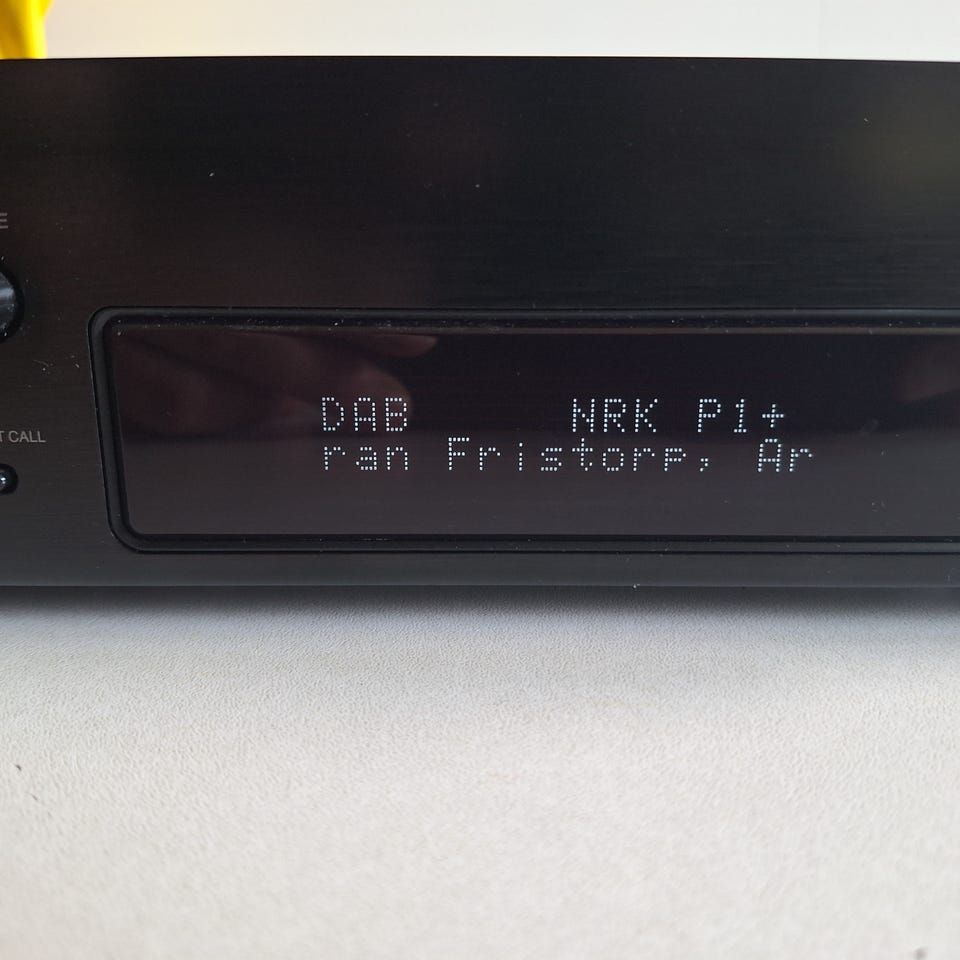 E
T CALL
DAB NRK P1+
ran Fristorp, Ar